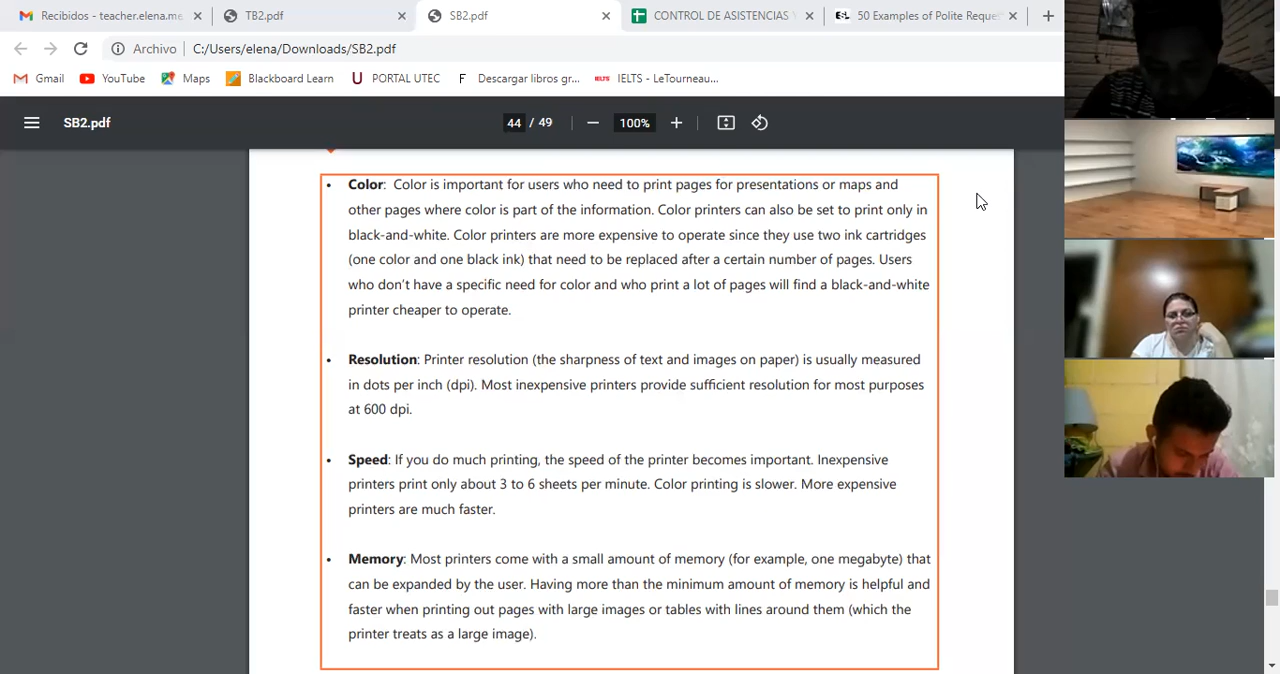 Recibidos - teacher.elena.me
TB2.pdf
SB2.pdf
CONTROL DE ASISTENCIAS
50 Examples of Polite Reque
Archivo
C:/Users/elena/Downloads/SB2.pdf
Gmail
YouTube
Maps
Blackboard Learn
PORTAL UTEC
Descargar libros gr...
IELTS - LeTourneau...
SB2.pdf
44 / 49
100%
• Color: Color is important for users who need to print pages for presentations or maps and
other pages where color is part of the information. Color printers can also be set to print only in
black-and-white. Color printers are more expensive to operate since they use two ink cartridges
(one color and one black ink) that need to be replaced after a certain number of pages. Users
who don't have a specific need for color and who print a lot of pages will find a black-and-white
printer cheaper to operate.
• Resolution: Printer resolution (the sharpness of text and images on paper) is usually measured
in dots per inch (dpi). Most inexpensive printers provide sufficient resolution for most purposes
at 600 dpi.
• Speed: If you do much printing, the speed of the printer becomes important. Inexpensive
printers print only about 3 to 6 sheets per minute. Color printing is slower. More expensive
printers are much faster.
• Memory: Most printers come with a small amount of memory (for example, one megabyte) that
can be expanded by the user. Having more than the minimum amount of memory is helpful and
faster when printing out pages with large images or tables with lines around them (which the
printer treats as a large image).